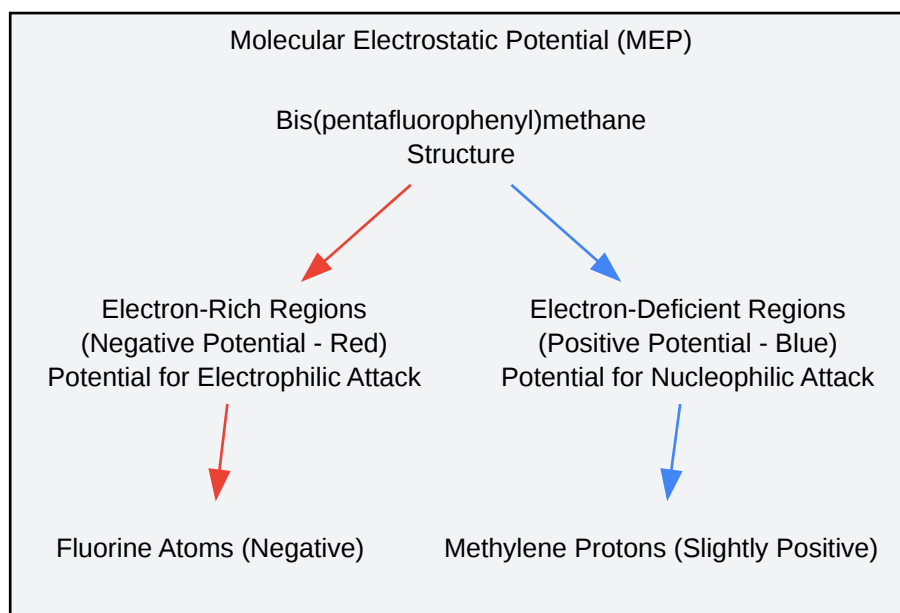 Molecular Electrostatic Potential (MEP)
Bis(pentafluorophenyl)methane
Structure
Electron-Rich Regions
(Negative Potential - Red)
Potential for Electrophilic Attack
Electron-Deficient Regions
(Positive Potential - Blue)
Potential for Nucleophilic Attack
Fluorine Atoms (Negative)
Methylene Protons (Slightly Positive)